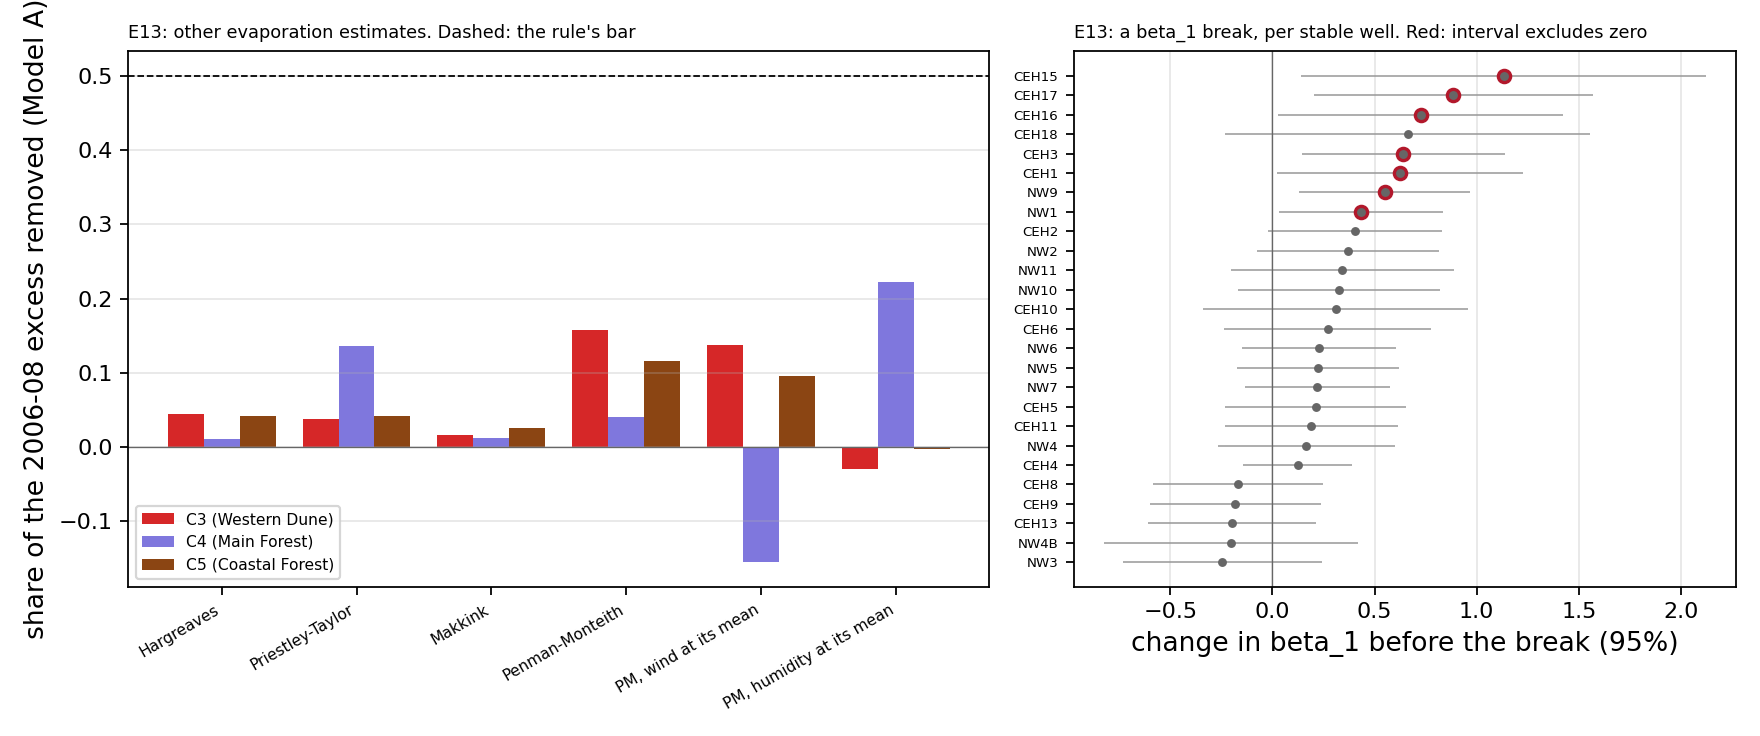 E13: other evaporation estimates. Dashed: the rule's bar
share of the 2006-08 excess removed (Model A)
0.5
0.4
0.3
0.2
0.1
0.0
−0.1
C3 (Western Dune)
C4 (Main Forest)
C5 (Coastal Forest)
Hargreaves
Priestley-Taylor
Makkink
Penman-Monteith
PM, wind at its mean
PM, humidity at its mean
E13: a beta_1 break, per stable well. Red: interval excludes zero
CEH15
CEH17
CEH16
CEH18
CEH3
CEH1
NW9
NW1
CEH2
NW2
NW11
NW10
CEH10
CEH6
NW6
NW5
NW7
CEH5
CEH11
NW4
CEH4
CEH8
CEH9
CEH13
NW4B
NW3
−0.5 0.0 0.5 1.0 1.5 2.0
change in beta_1 before the break (95%)